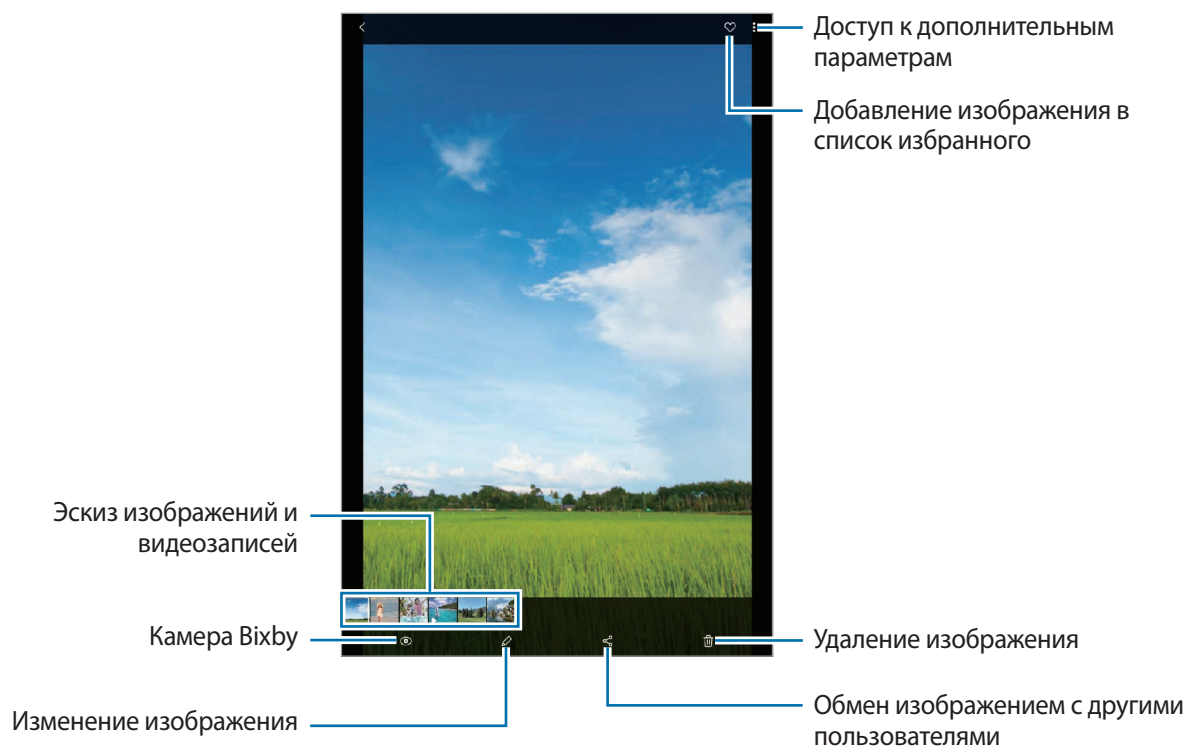 Доступ к дополнительным
параметрам
Добавление изображения в
список избранного
Эскиз изображений и
видеозаписей
Камера Bixby
Удаление изображения
Изменение изображения
Обмен изображением с другими
пользователями